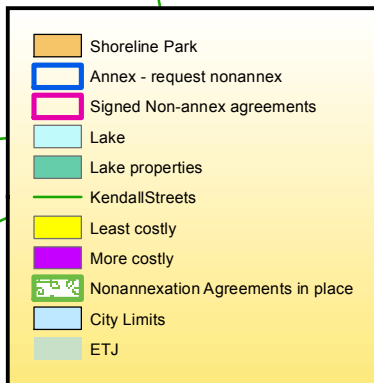 Shoreline Park
Annex - request nonannex
Signed Non-annex agreements
Lake
Lake properties
KendallStreets
Least costly
More costly
Nonannexation Agreements in place
City Limits
ETJ